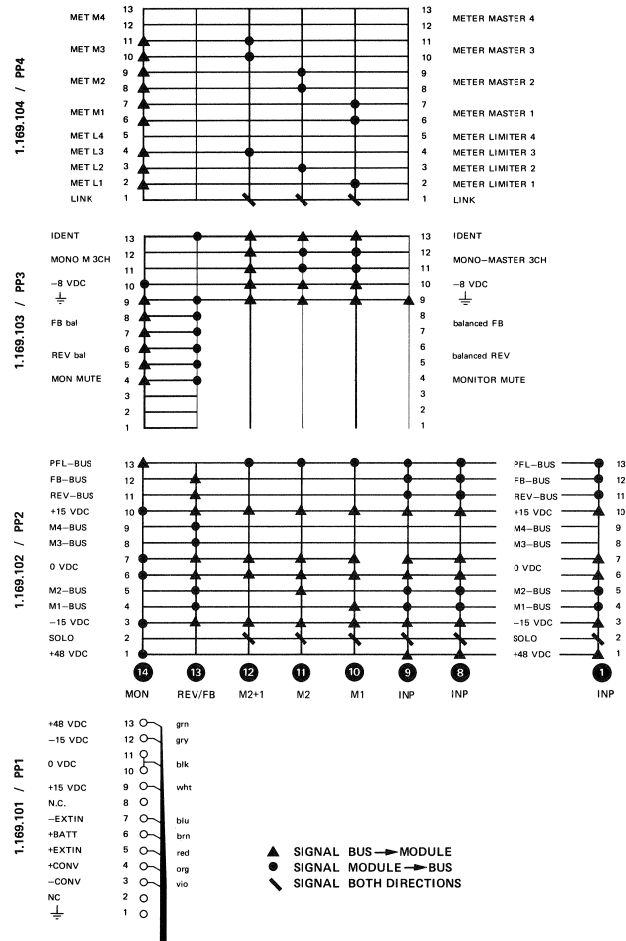 1.169.104 / PP4
13 13
MET M4 METER MASTER 4
12 12
11 11
MET M3 METER MASTER 3
10 10
9 9
MET M2 METER MASTER 2
8 8
7 7
MET M1 METER MASTER 1
6 6
MET L4 5 5 METER LIMITER 4
MET L3 4 4 METER LIMITER 3
MET L2 3 3 METER LIMITER 2
MET L1 2 2 METER LIMITER 1
LINK 1 1 LINK
1.169.103 / PP3
IDENT 13 13 IDENT
12 12
MONO M 3CH MONO-MASTER 3CH
11 11
-8 VDC 10 10 -8 VDC
9 9
8 8
FB bal balanced FB
7 7
6 6
REV bal balanced REV
5 5
MON MUTE 4 4 MONITOR MUTE
3 3
2 2
1 1
1.169.102 / PP2
PFL-BUS 13 PFL-BUS 13
FB-BUS 12 FB-BUS 12
REV-BUS 11 REV-BUS 11
+15 VDC 10 +15 VDC 10
M4-BUS 9 M4-BUS 9
M3-BUS 8 M3-BUS 8
7 7
0 VDC 0 VDC
6 6
M2-BUS 5 M2-BUS 5
M1-BUS 4 M1-BUS 4
-15 VDC 3 -15 VDC 3
SOLO 2 SOLO 2
+48 VDC 1 +48 VDC 1
14 13 12 11 10 9 8 1
MON REV/FB M2+1 M2 M1 INP INP INP
1.169.101 / PP1
+48 VDC 13 grn
-15 VDC 12 gry
11
0 VDC blk
10
+15 VDC 9 wht
N.C. 8
-EXTIN 7 blu
+BATT 6 brn
+EXTIN 5 red
+CONV 4 org
-CONV 3 vio
NC 2
1
SIGNAL BUS → MODULE
SIGNAL MODULE → BUS
SIGNAL BOTH DIRECTIONS